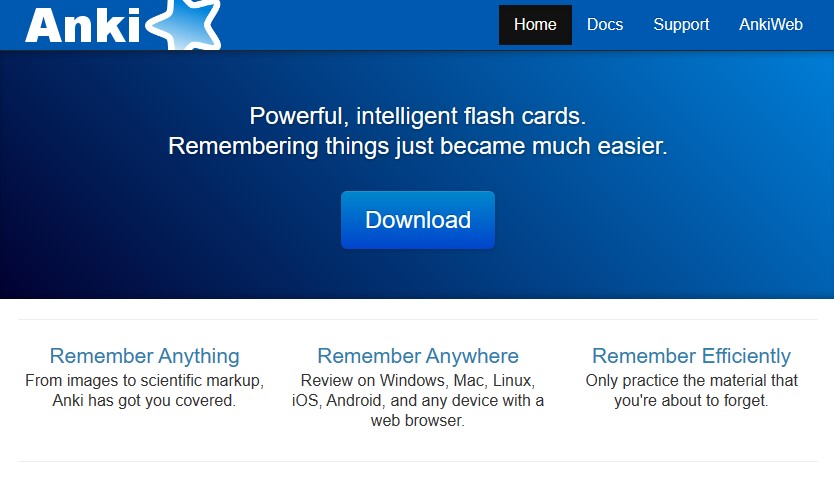 Anki
Home Docs Support AnkiWeb
Powerful, intelligent flash cards.
Remembering things just became much easier.
Download
Remember Anything
From images to scientific markup,
Anki has got you covered.
Remember Anywhere
Review on Windows, Mac, Linux,
iOS, Android, and any device with a
web browser.
Remember Efficiently
Only practice the material that
you're about to forget.